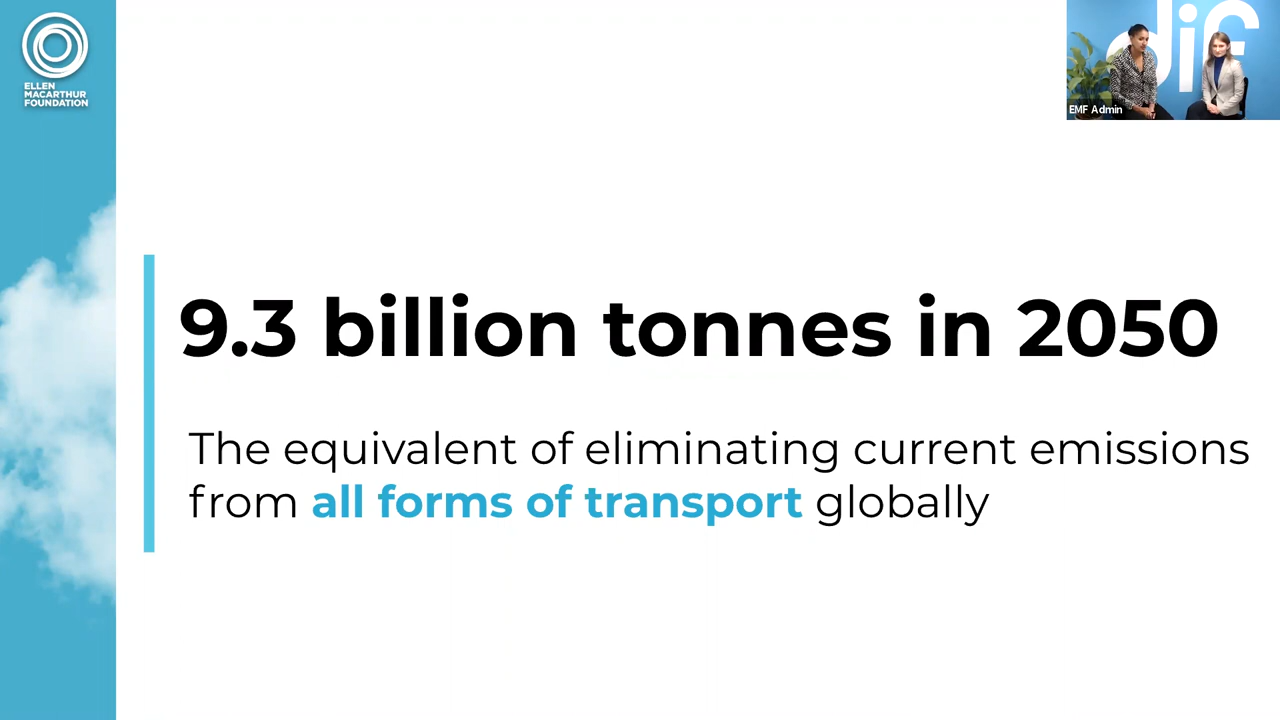 ELLEN
MACARTHUR
FOUNDATION
dif
EMF Admin
9.3 billion tonnes in 2050
The equivalent of eliminating current emissions
from all forms of transport globally